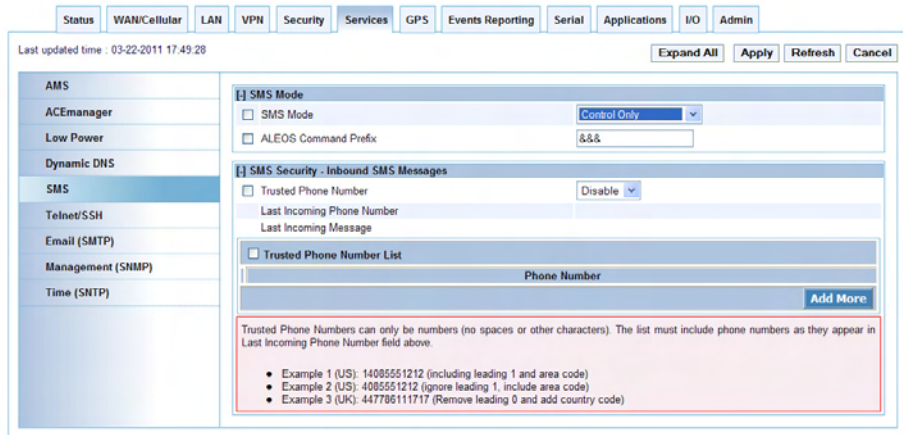 Status WAN/Cellular LAN VPN Security Services GPS Events Reporting Serial Applications I/O Admin
Last updated time : 03-22-2011 17:49:28
Expand All Apply Refresh Cancel
AMS
ACEmanager
Low Power
Dynamic DNS
SMS
Telnet/SSH
Email (SMTP)
Management (SNMP)
Time (SNTP)
[-] SMS Mode
SMS Mode Control Only
ALEOS Command Prefix &&&
[-] SMS Security - Inbound SMS Messages
Trusted Phone Number Disable
Last Incoming Phone Number
Last Incoming Message
Trusted Phone Number List
Phone Number
Add More
Trusted Phone Numbers can only be numbers (no spaces or other characters). The list must include phone numbers as they appear in
Last Incoming Phone Number field above.
• Example 1 (US): 14085551212 (including leading 1 and area code)
• Example 2 (US): 4085551212 (ignore leading 1, include area code)
• Example 3 (UK): 447786111717 (Remove leading 0 and add country code)